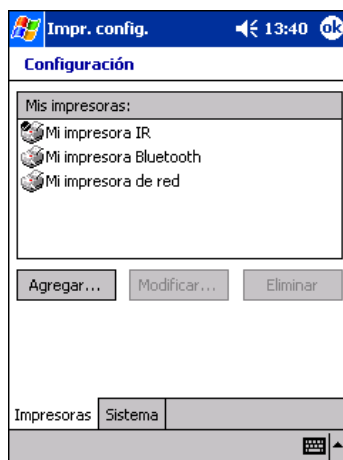 Impr. config. 13:40 ok
Configuración
Mis impresoras:
Mi impresora IR
Mi impresora Bluetooth
Mi impresora de red
Agregar... Modificar... Eliminar
Impresoras Sistema